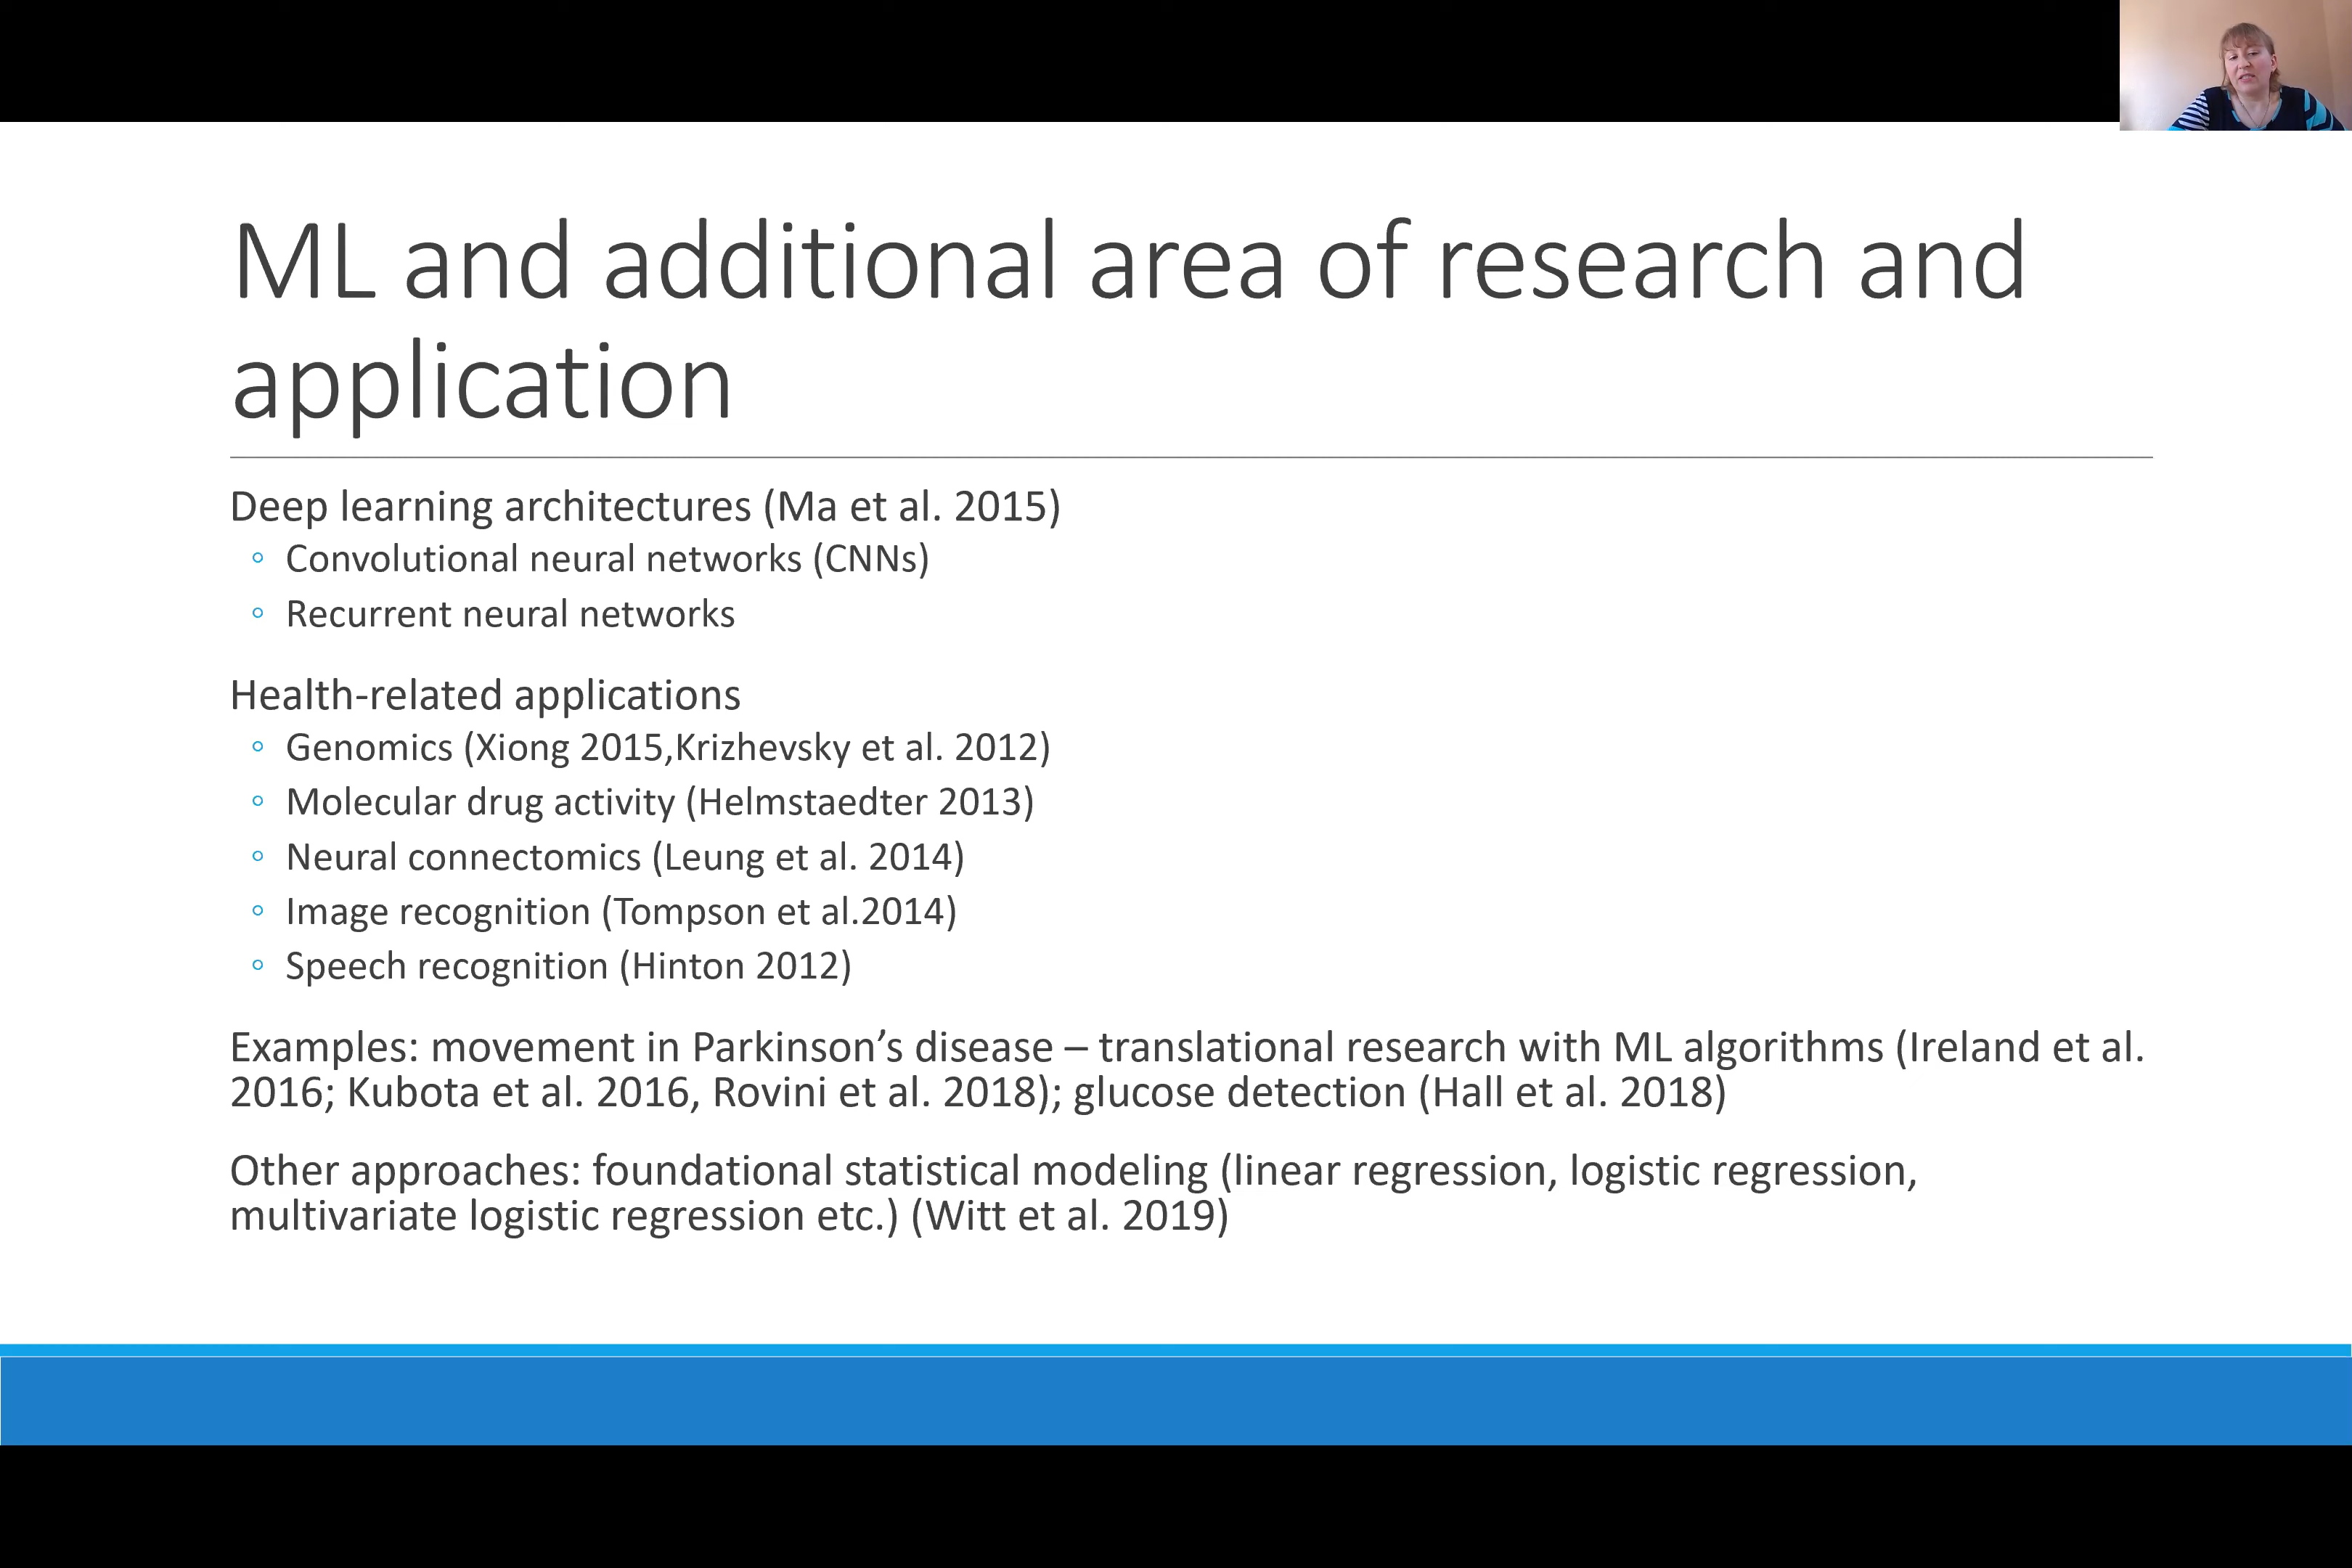 ML and additional area of research and
application
Deep learning architectures (Ma et al. 2015)
◦ Convolutional neural networks (CNNs)
◦ Recurrent neural networks
Health-related applications
◦ Genomics (Xiong 2015,Krizhevsky et al. 2012)
◦ Molecular drug activity (Helmstaedter 2013)
◦ Neural connectomics (Leung et al. 2014)
◦ Image recognition (Tompson et al.2014)
◦ Speech recognition (Hinton 2012)
Examples: movement in Parkinson’s disease – translational research with ML algorithms (Ireland et al.
2016; Kubota et al. 2016, Rovini et al. 2018); glucose detection (Hall et al. 2018)
Other approaches: foundational statistical modeling (linear regression, logistic regression,
multivariate logistic regression etc.) (Witt et al. 2019)